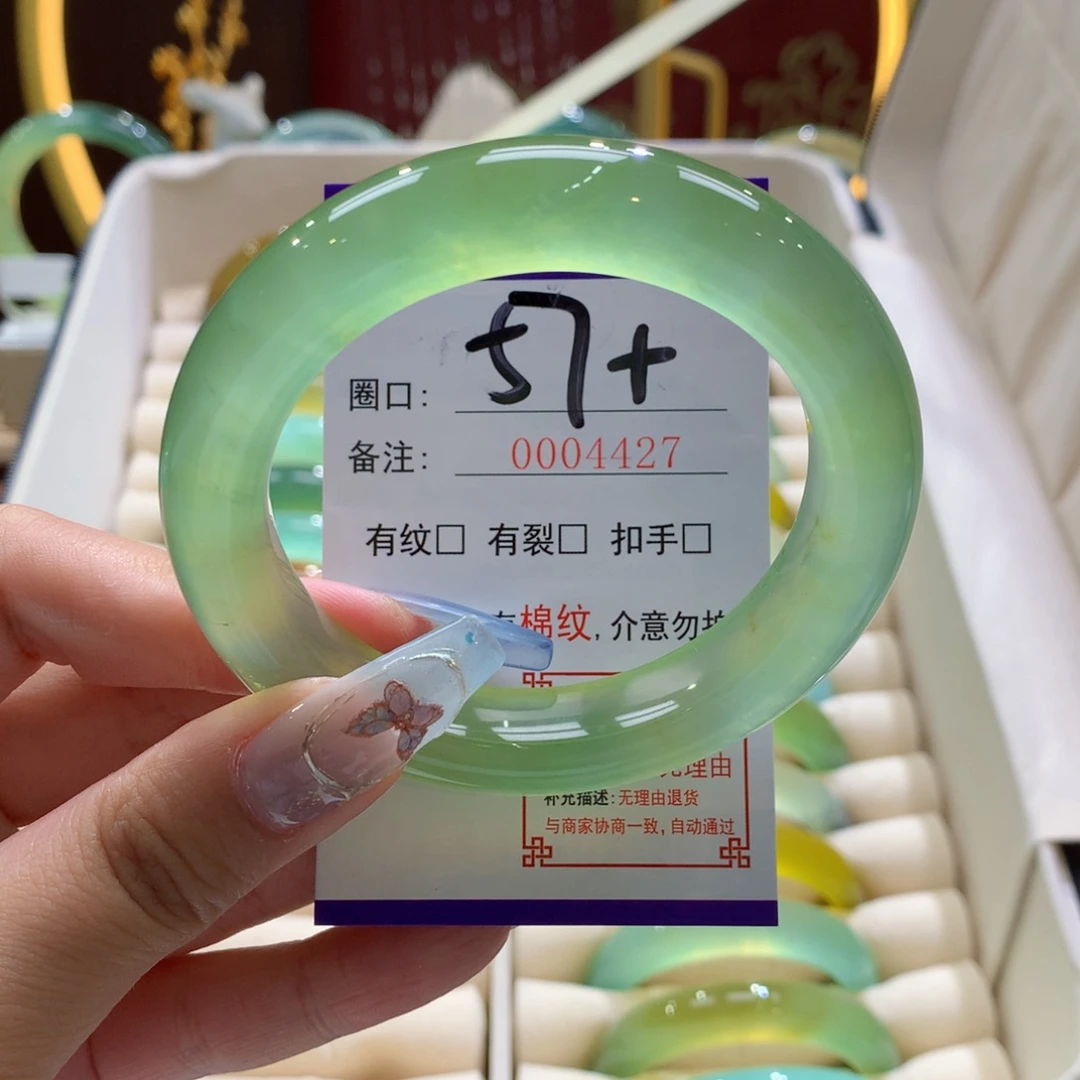 圈口: 57+
备注: 0004427
有纹□ 有裂□ 扣手□
棉纹,介意勿拍
理由
补充描述:无理由退货
与商家协商一致,自动通过